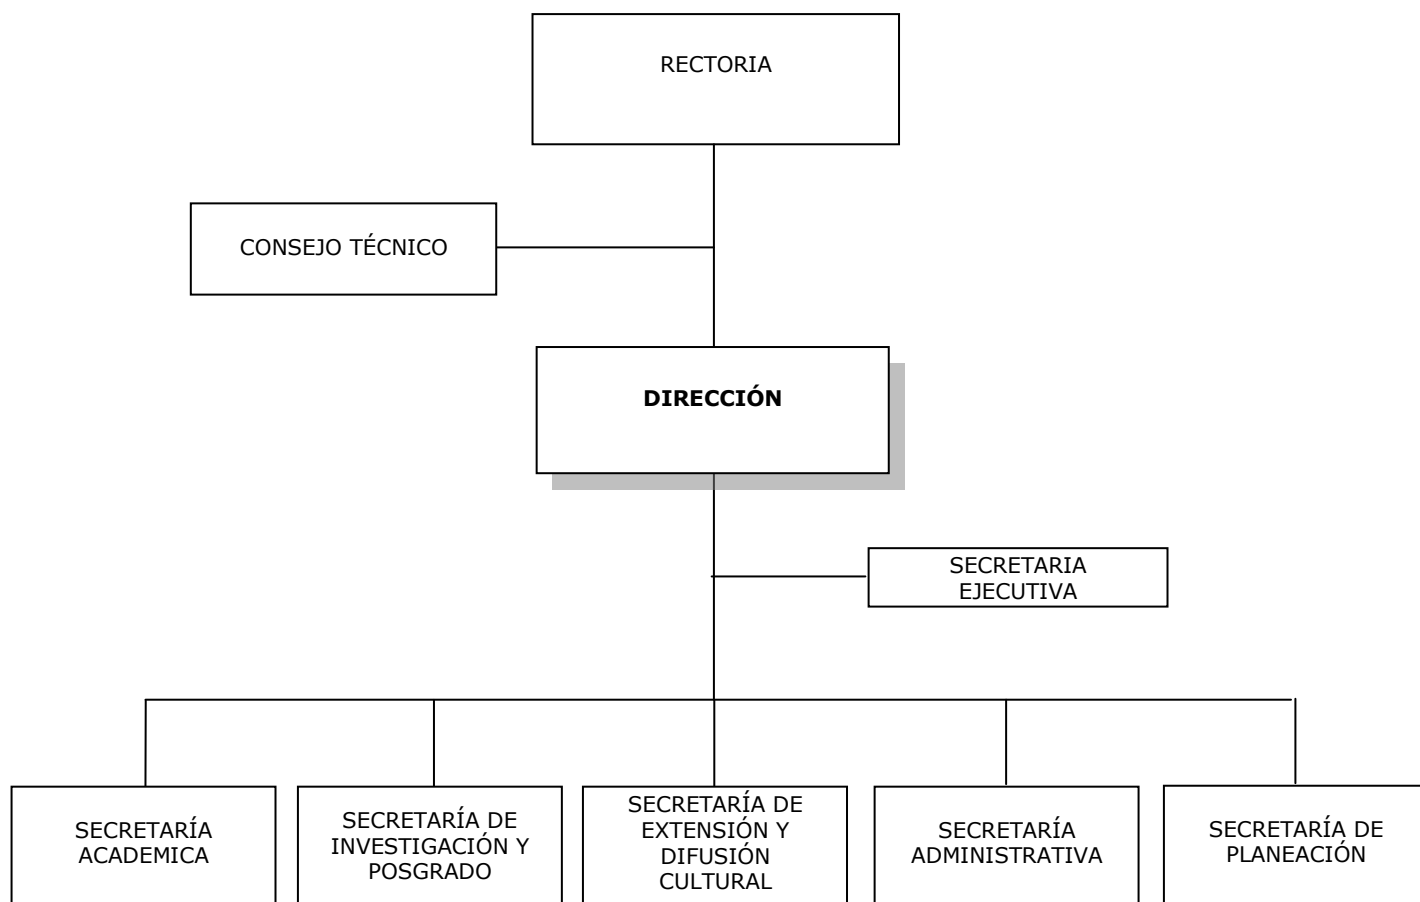 RECTORIA
CONSEJO TÉCNICO
DIRECCIÓN
SECRETARIA
EJECUTIVA
SECRETARÍA
ACADEMICA
SECRETARÍA DE
INVESTIGACIÓN Y
POSGRADO
SECRETARÍA DE
EXTENSIÓN Y
DIFUSIÓN
CULTURAL
SECRETARÍA
ADMINISTRATIVA
SECRETARÍA DE
PLANEACIÓN